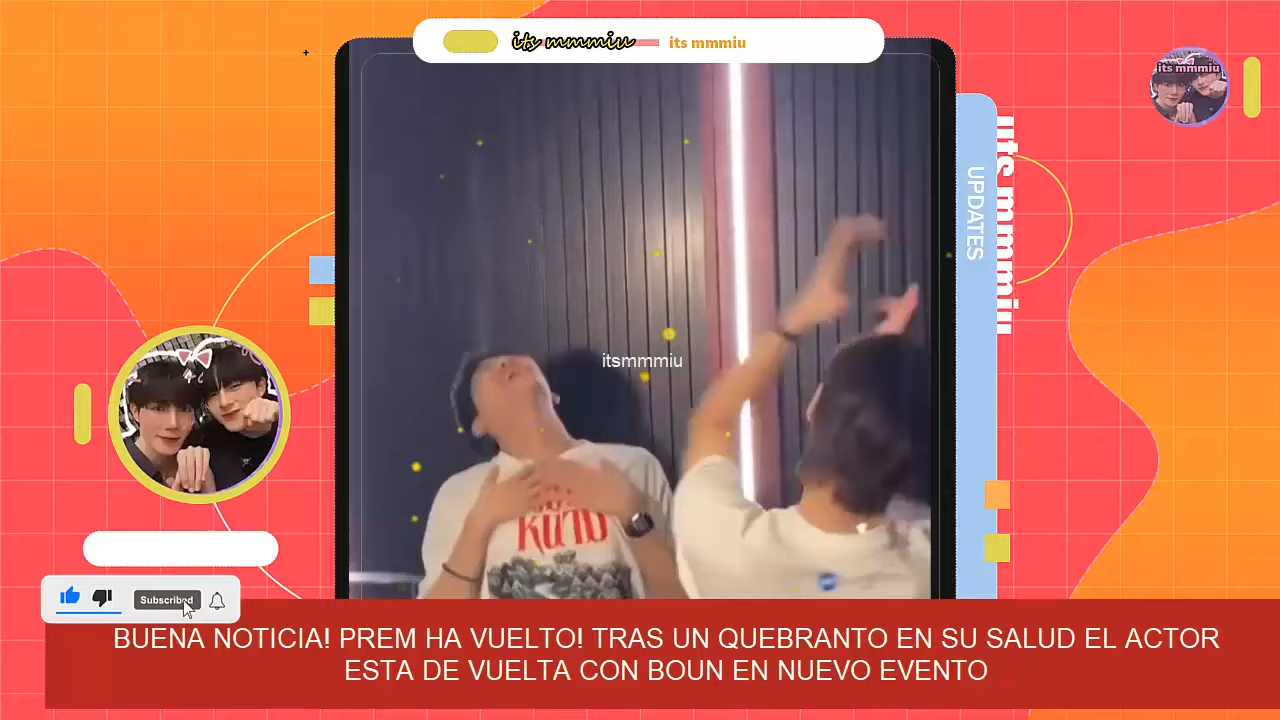 its mmmiu its mmmiu
its mmmiu
UPDATES
its mmmiu
itsmmmiu
KUTD
Subscribed
BUENA NOTICIA! PREM HA VUELTO! TRAS UN QUEBRANTO EN SU SALUD EL ACTOR
ESTA DE VUELTA CON BOUN EN NUEVO EVENTO